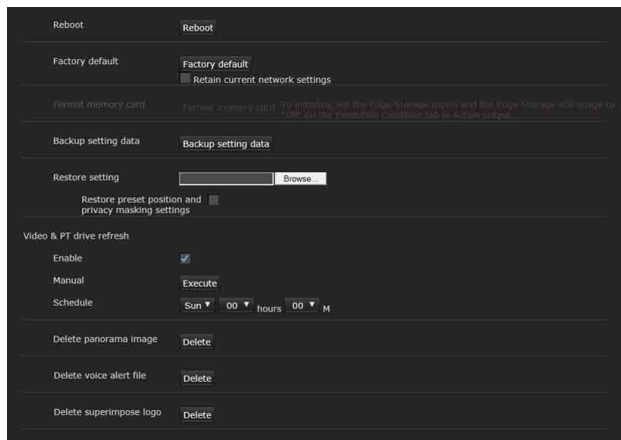 Reboot Reboot
Factory default Factory default
Retain current network settings
Format memory card Format memory card To initialize, set the Edge Storage movie and the Edge Storage still image to
"Off" on the Execution Condition tab in Action output.
Backup setting data Backup setting data
Restore setting Browse...
Restore preset position and
privacy masking settings
Video & PT drive refresh
Enable
Manual Execute
Schedule Sun 00 hours 00 M
Delete panorama image Delete
Delete voice alert file Delete
Delete superimpose logo Delete